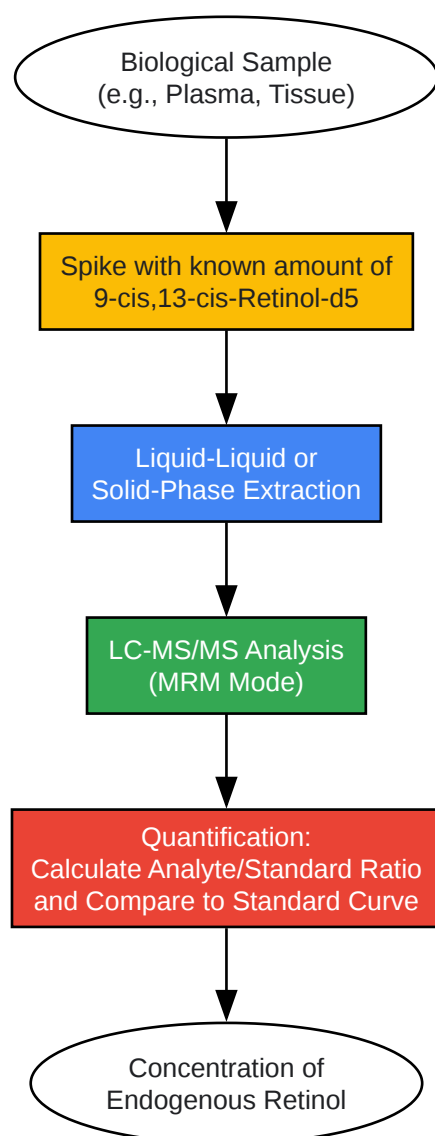 Biological Sample
(e.g., Plasma, Tissue)
Spike with known amount of
9-cis,13-cis-Retinol-d5
Liquid-Liquid or
Solid-Phase Extraction
LC-MS/MS Analysis
(MRM Mode)
Quantification:
Calculate Analyte/Standard Ratio
and Compare to Standard Curve
Concentration of
Endogenous Retinol